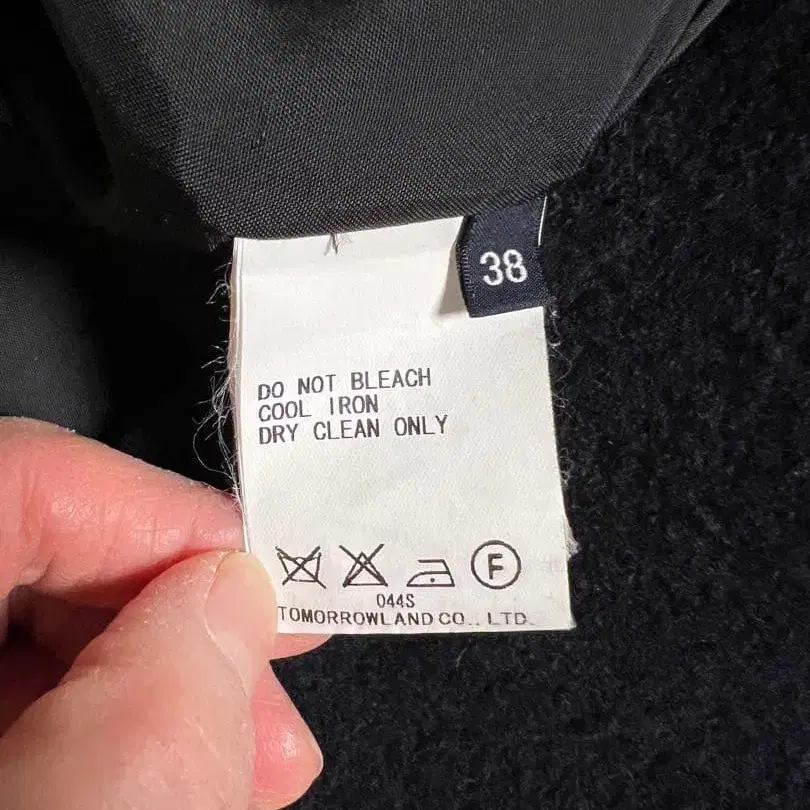 38
DO NOT BLEACH
COOL IRON
DRY CLEAN ONLY
F
044S
TOMORROWLAND CO., LTD.